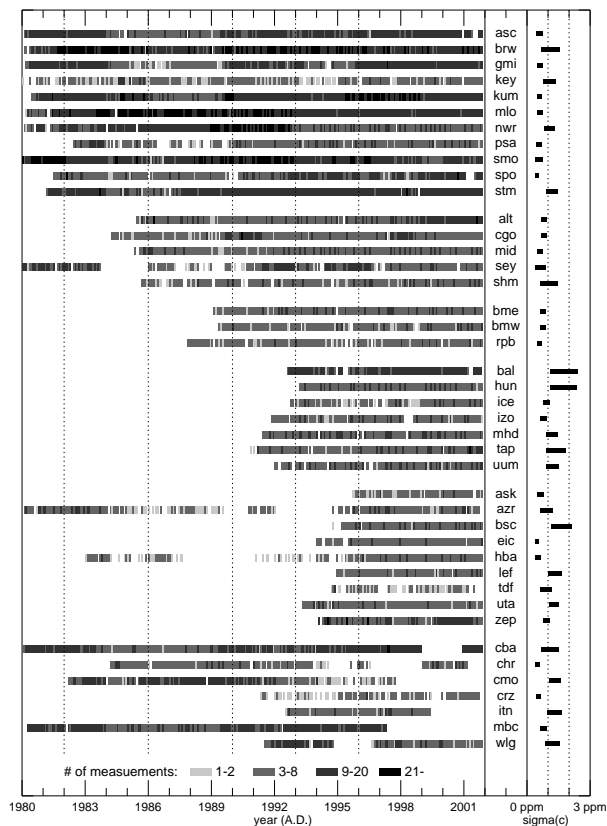 asc
brw
gmi
key
kum
mlo
nwr
psa
smo
spo
stm
alt
cgo
mid
sey
shm
bme
bmw
rpb
bal
hun
ice
izo
mhd
tap
uum
ask
azr
bsc
eic
hba
lef
tdf
uta
zep
cba
chr
cmo
crz
itn
mbc
wlg
# of measuements: 1-2 3-8 9-20 21-
1980 1983 1986 1989 1992 1995 1998 2001 0 ppm 3 ppm
year (A.D.) sigma(c)